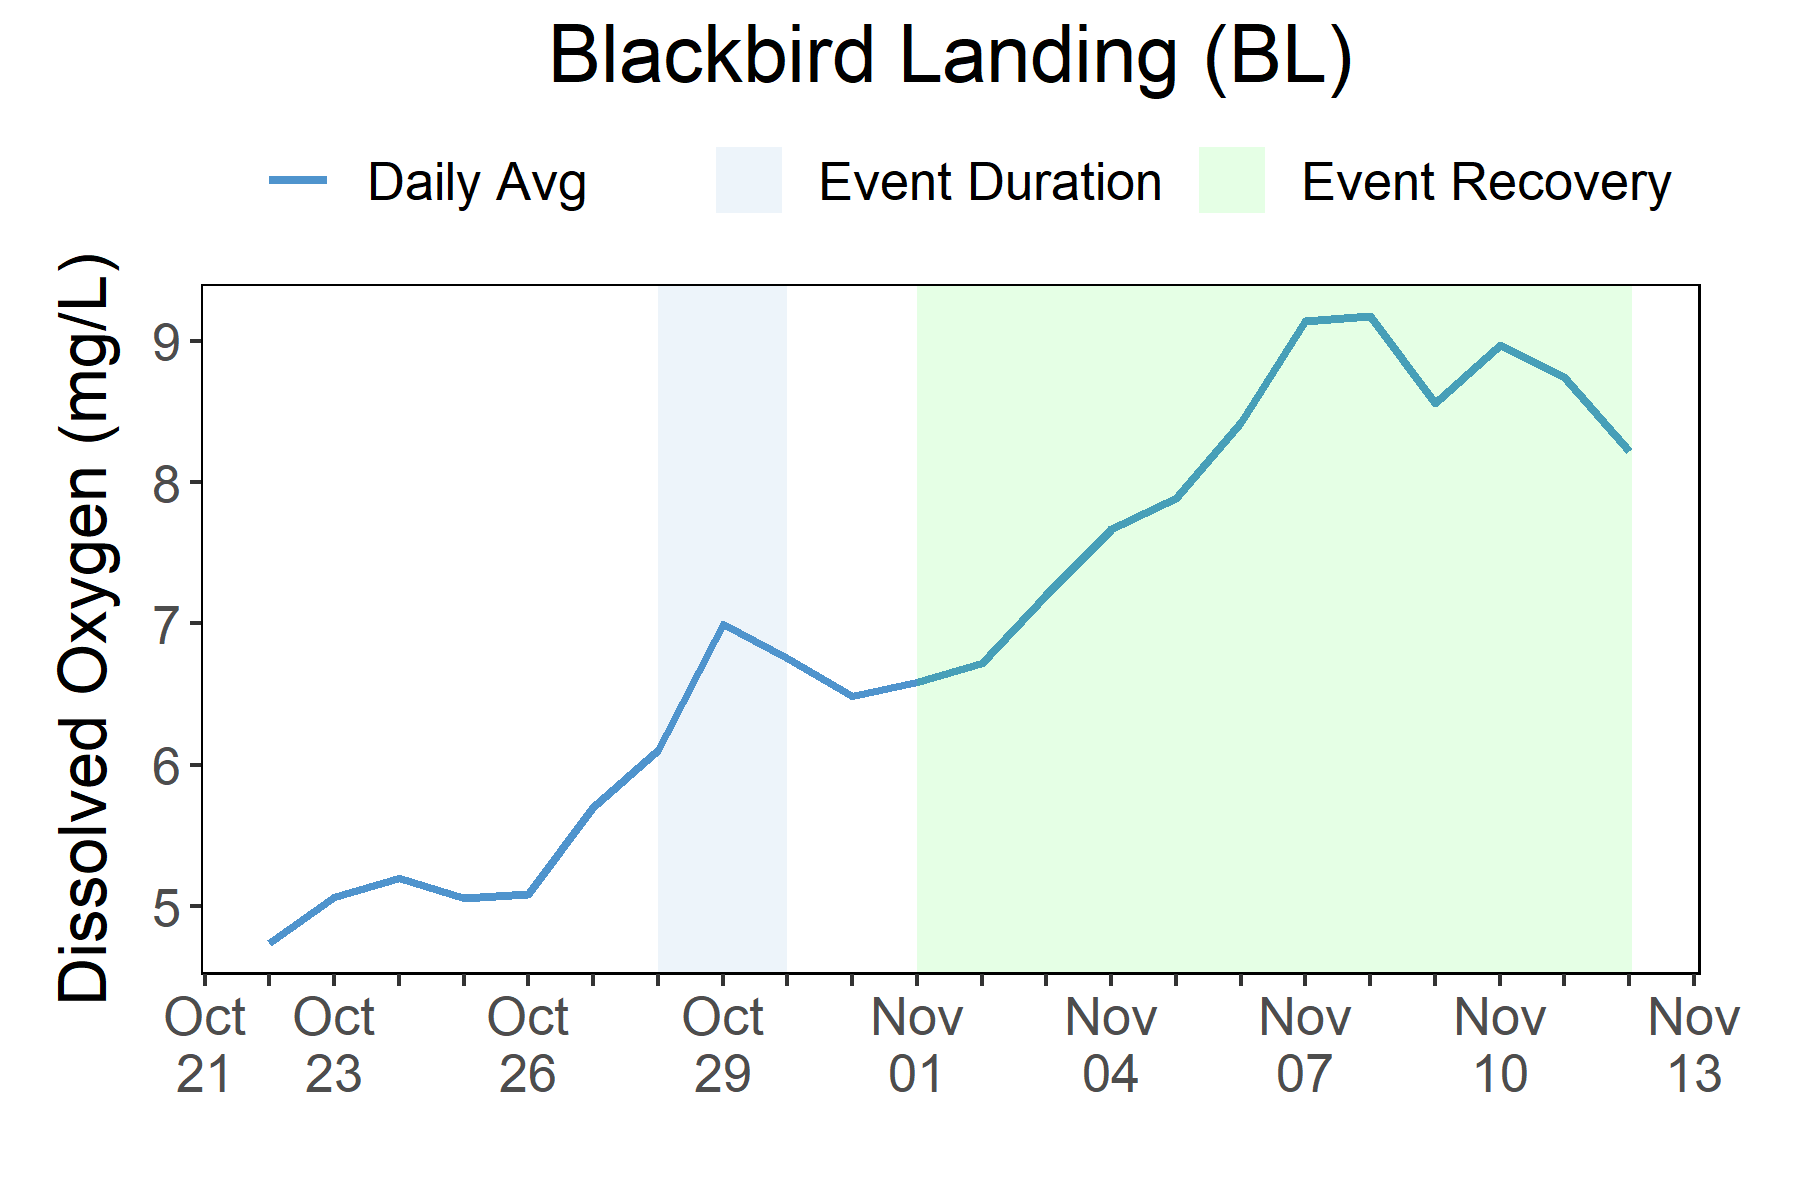 Blackbird Landing (BL)
Daily Avg Event Duration Event Recovery
Dissolved Oxygen (mg/L)
9
8
7
6
5
Oct Oct Oct Oct Nov Nov Nov Nov Nov
21 23 26 29 01 04 07 10 13